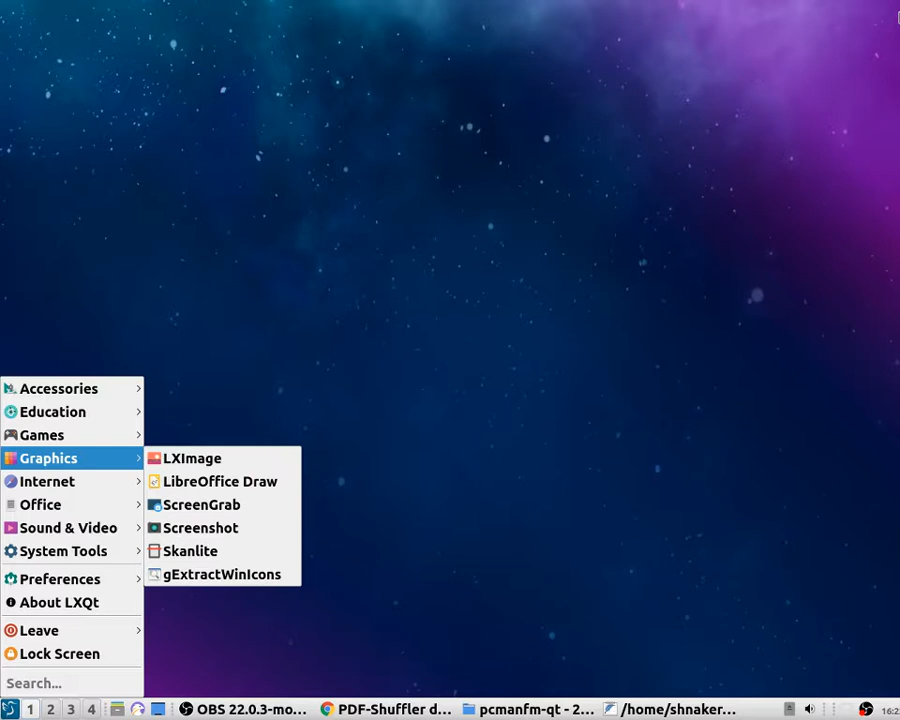 Accessories
Education
Games
Graphics
Internet
Office
Sound & Video
System Tools
Preferences
About LXQt
Leave
Lock Screen
Search...
LXImage
LibreOffice Draw
ScreenGrab
Screenshot
Skanlite
gExtractWinIcons
1 2 3 4 OBS 22.0.3-mo... PDF-Shuffler d... pcmanfm-qt - 2... /home/shnaker... 16:2